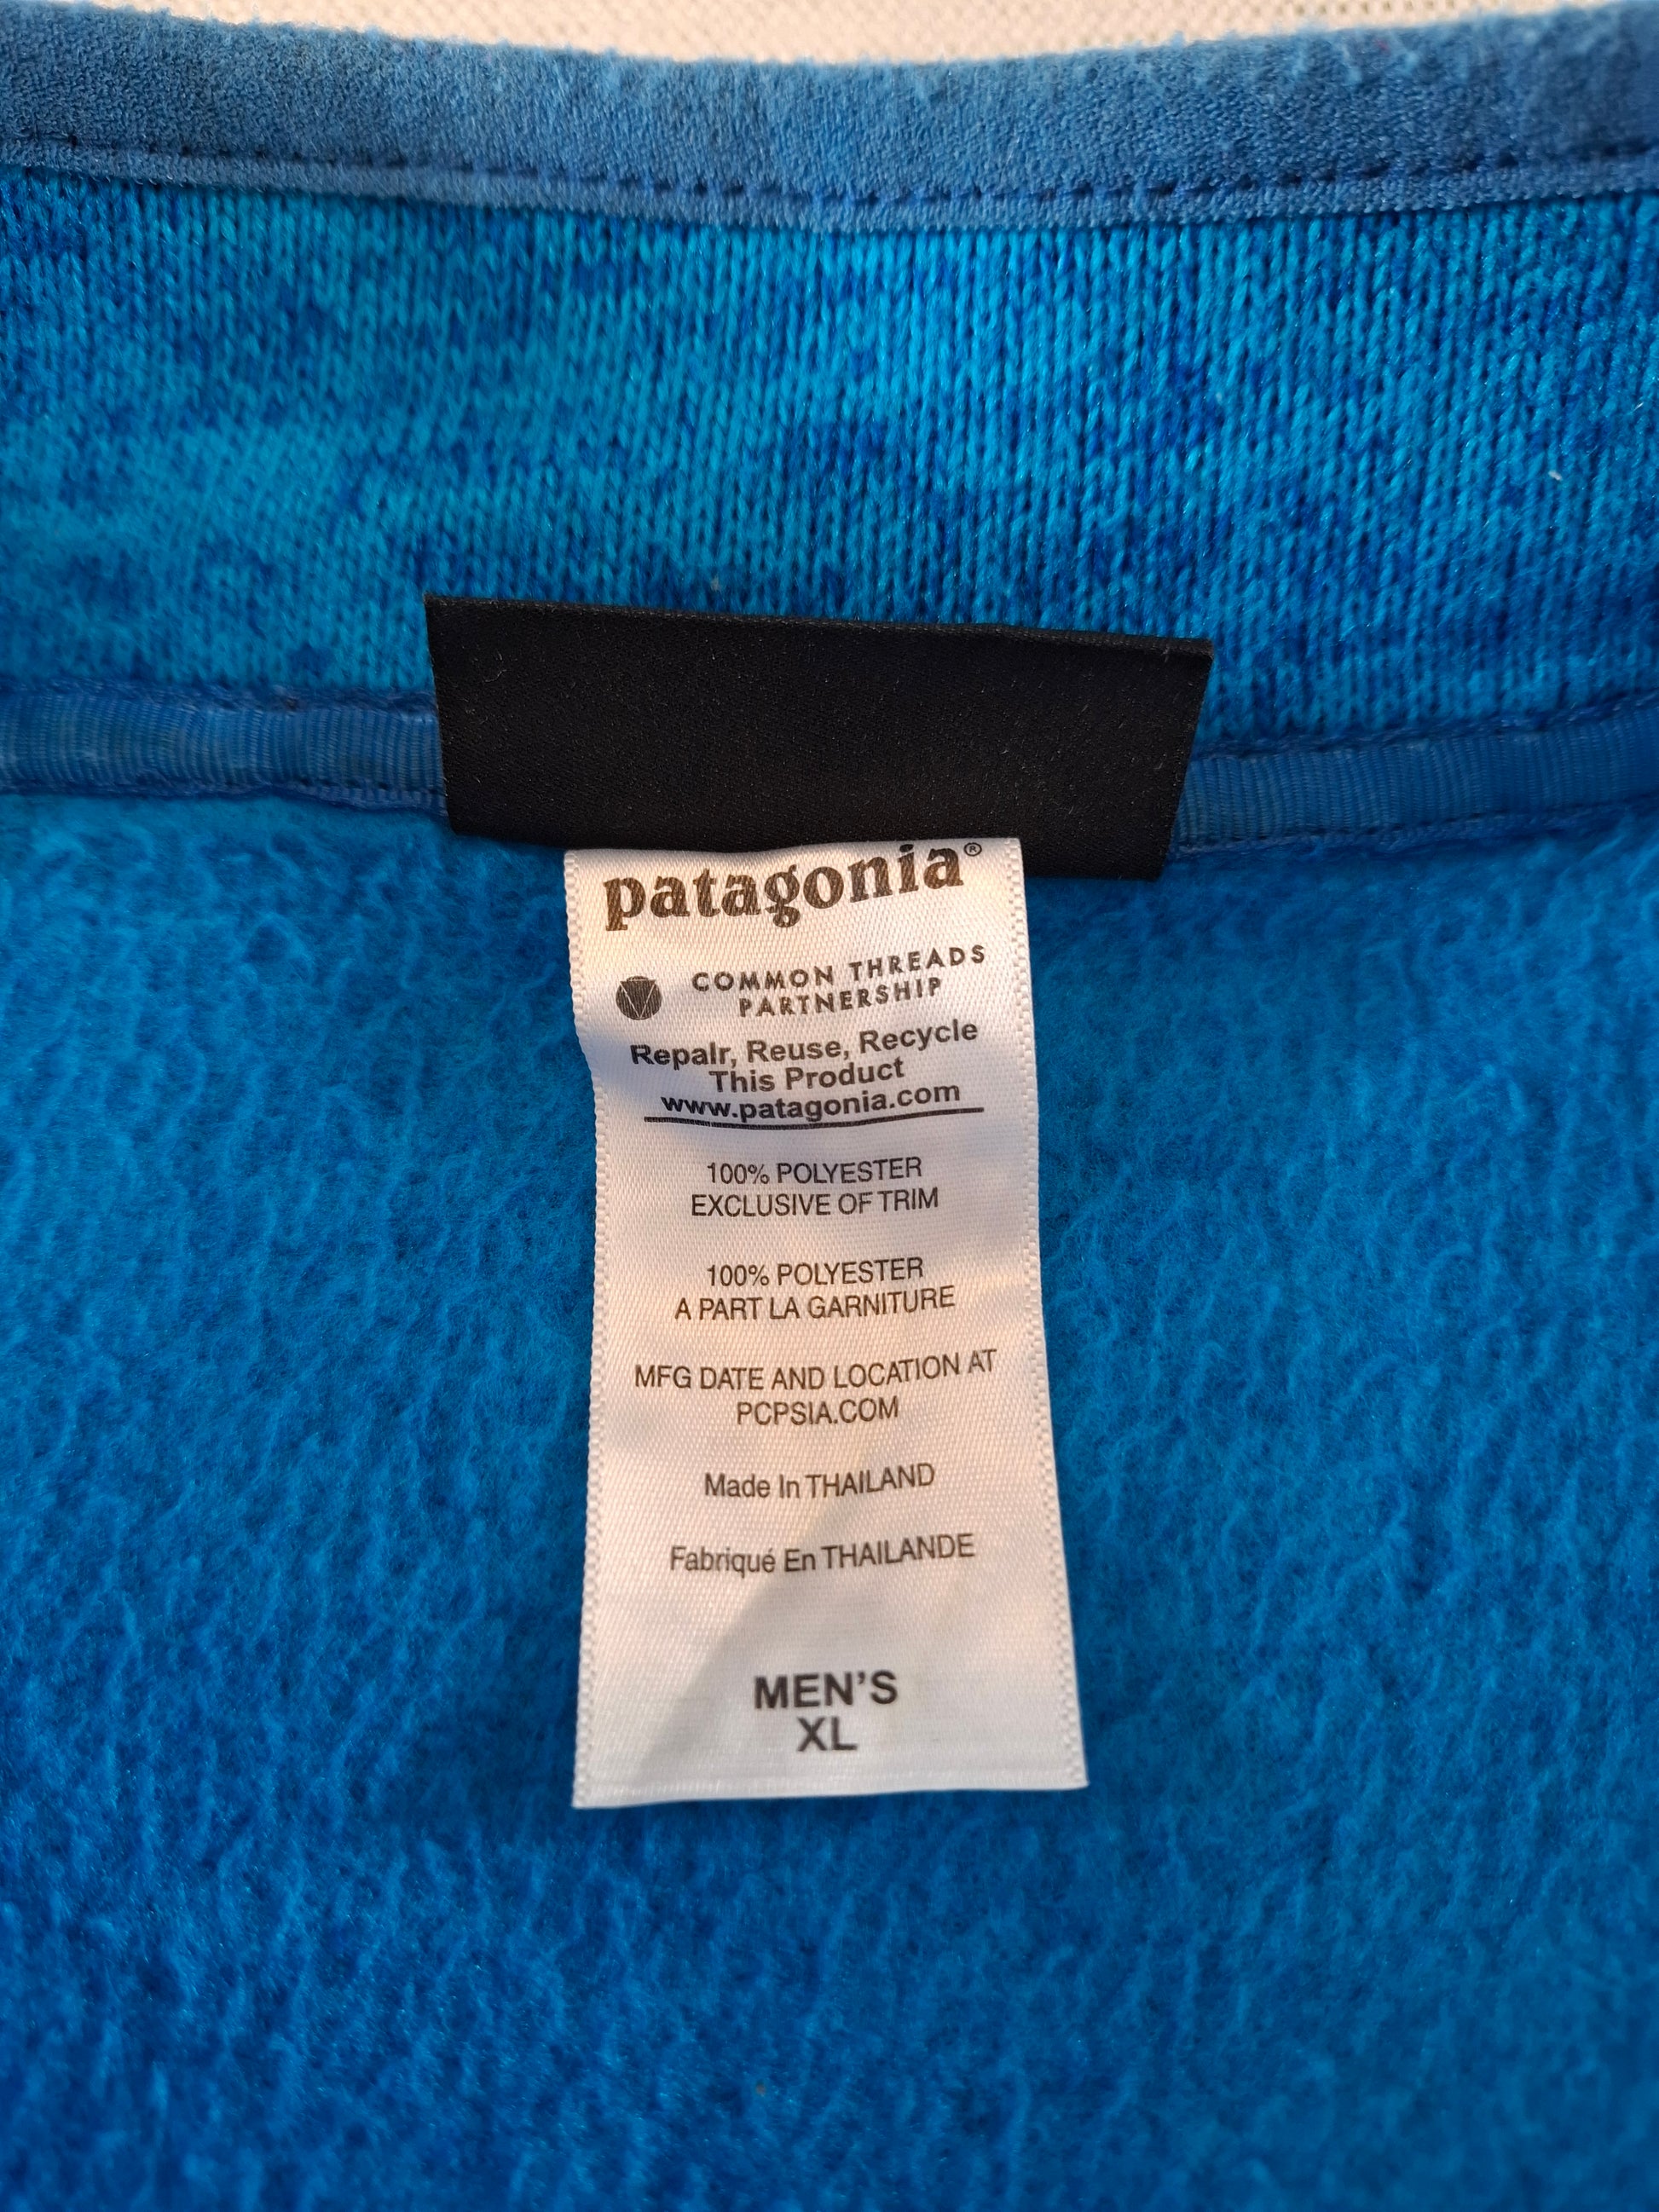 patagonia®
COMMON THREADS
PARTNERSHIP
Repair, Reuse, Recycle
This Product
www.patagonia.com
100% POLYESTER
EXCLUSIVE OF TRIM
100% POLYESTER
A PART LA GARNITURE
MFG DATE AND LOCATION AT
PCPSIA.COM
Made In THAILAND
Fabriqué En THAILANDE
MEN'S
XL